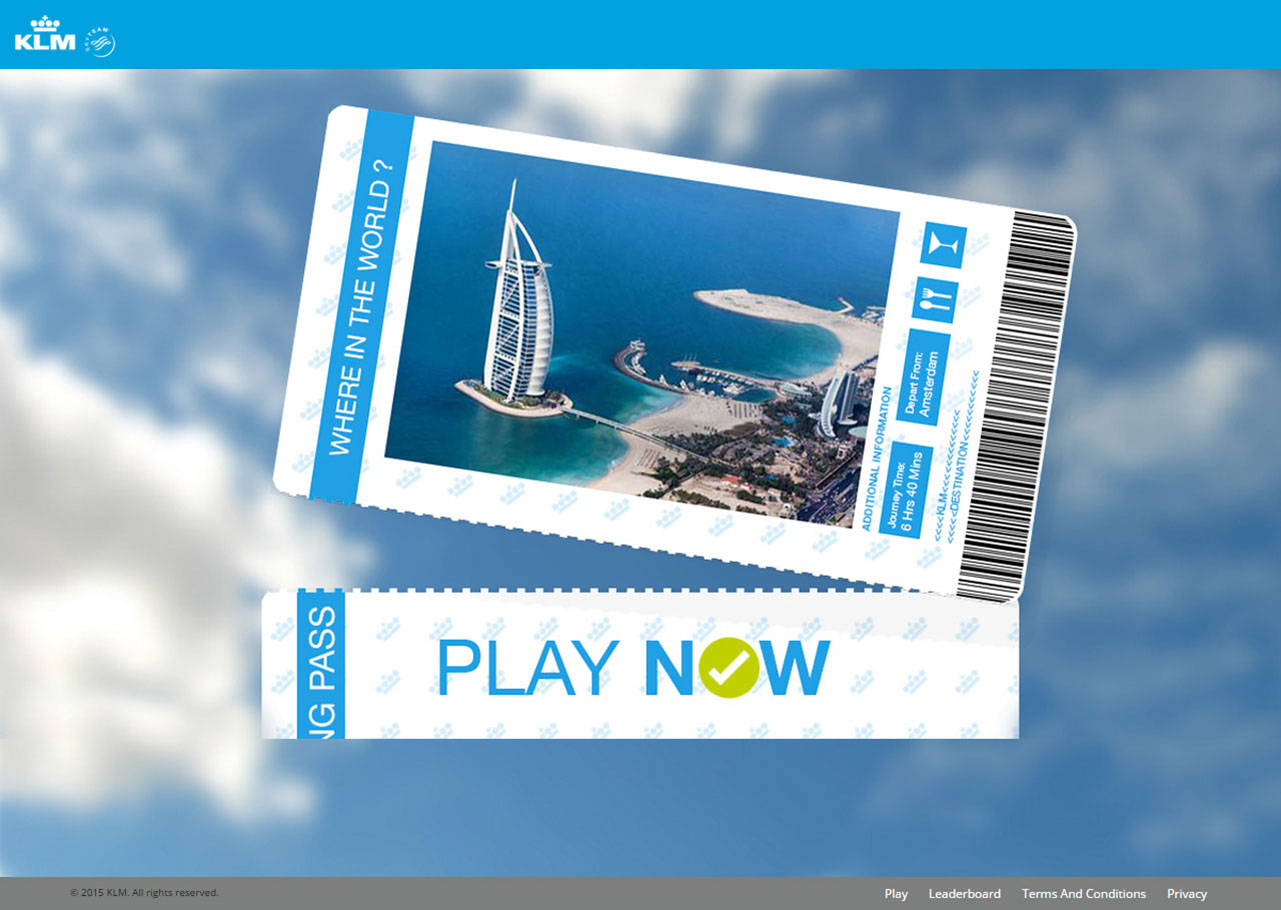 KLM
SKYTEAM
WHERE IN THE WORLD ?
ADDITIONAL INFORMATION
Journey Time:
6 Hrs 40 Mins
Depart From:
Amsterdam
<<<<KLM<<<<<<<<<<<<
<<<<<DESTINATION<<<<<<<<<<<
NG PASS
PLAY NOW
© 2015 KLM. All rights reserved.
Play Leaderboard Terms And Conditions Privacy